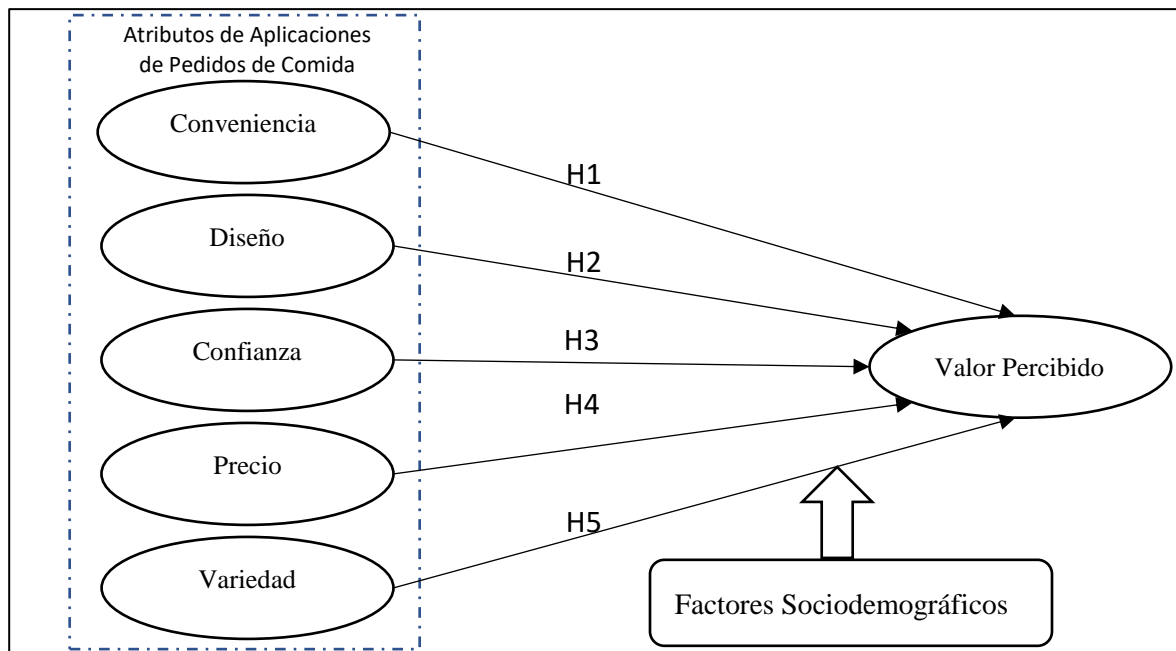 Atributos de Aplicaciones
de Pedidos de Comida
Conveniencia
H1
Diseño
H2
Confianza
H3
Valor Percibido
H4
Precio
H5
Variedad
Factores Sociodemográficos